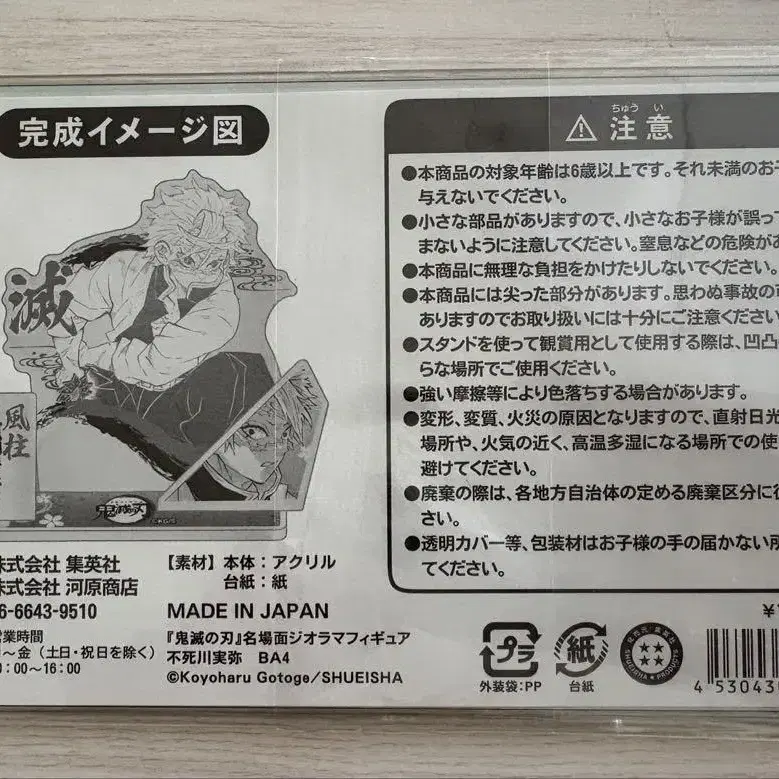 完成イメージ図
滅
風柱
鬼滅の刃
株式会社 集英社
株式会社 河原商店
6-6643-9510
営業時間
月～金（土日・祝日を除く）
0：00～16：00
【素材】本体：アクリル
台紙：紙
MADE IN JAPAN
『鬼滅の刃』名場面ジオラマフィギュア
不死川実弥 BA4
©Koyoharu Gotoge/SHUEISHA
ちゅう い
注意
●本商品の対象年齢は6歳以上です。それ未満のお子
与えないでください。
●小さな部品がありますので、小さなお子様が誤っ
まないように注意してください。窒息などの危険があ
●本商品に無理な負担をかけたりしないでください。
●本商品には尖った部分があります。思わぬ事故の
ありますのでお取り扱いには十分にご注意ください
●スタンドを使って観賞用として使用する際は、凹凸
らな場所でご使用ください。
●強い摩擦等により色落ちする場合があります。
●変形、変質、火災の原因となりますので、直射日光
場所や、火気の近く、高温多湿になる場所での使
避けてください。
●廃棄の際は、各地方自治体の定める廃棄区分に
さい。
●透明カバー等、包装材はお子様の手の届かない所
てください。
プラ
外装袋：PP
紙
台紙
SHUEISHA PRODUCTS
¥
4 53043